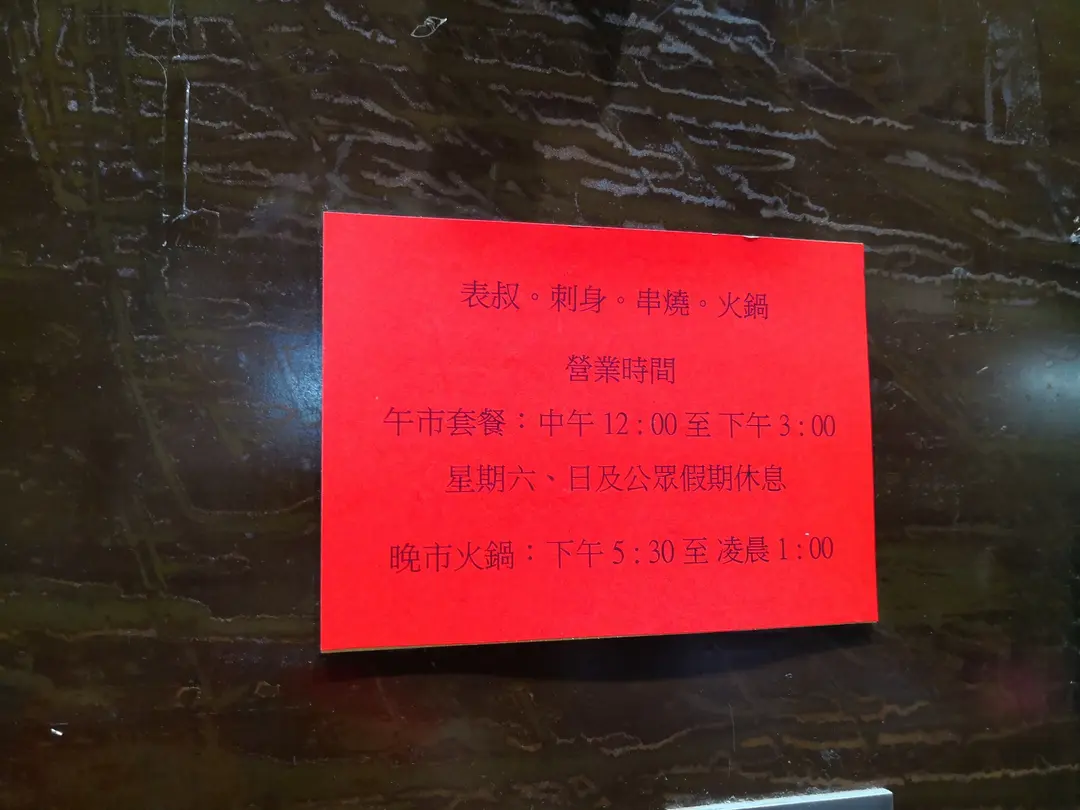 表叔。刺身。串燒。火鍋
營業時間
午市套餐：中午 12：00 至 下午 3：00
星期六、日及公眾假期休息
晚市火鍋：下午 5：30 至 凌晨 1：00